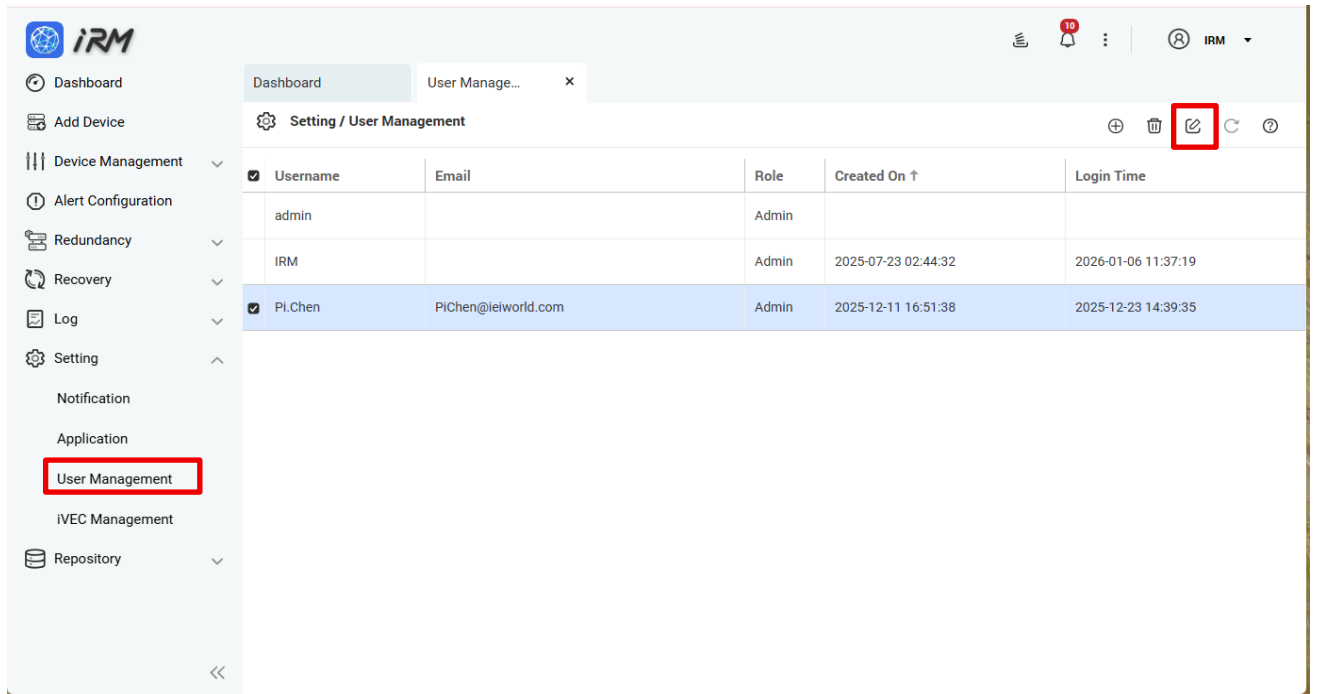 iRM
10
IRM
Dashboard
Add Device
Device Management
Alert Configuration
Redundancy
Recovery
Log
Setting
Notification
Application
User Management
iVEC Management
Repository
Dashboard
User Manage...
Setting / User Management
Username Email Role Created On Login Time
admin Admin
IRM Admin 2025-07-23 02:44:32 2026-01-06 11:37:19
Pi.Chen PiChen@ieiworld.com Admin 2025-12-11 16:51:38 2025-12-23 14:39:35